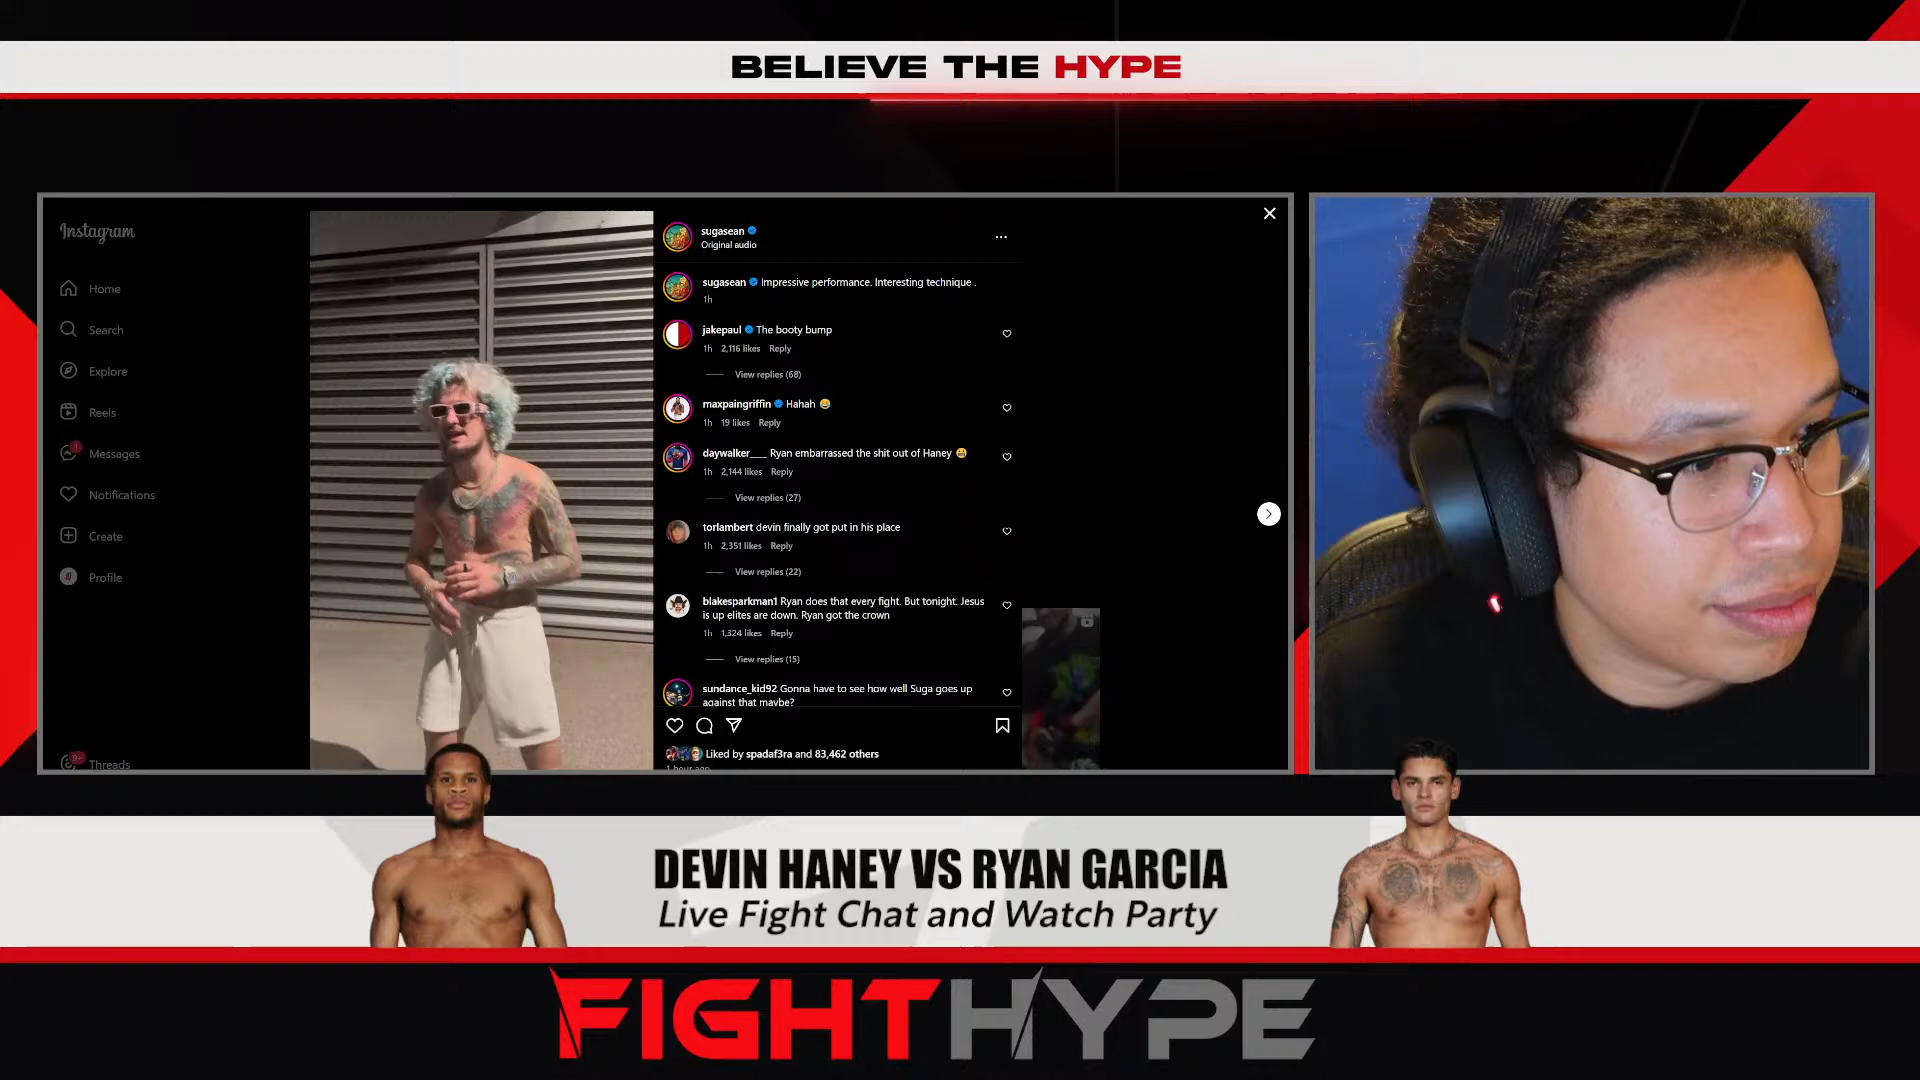 BELIEVE THE HYPE
Instagram
Home
Search
Explore
Reels
Messages
Notifications
Create
Profile
9+
Threads
sugasean
Original audio
sugasean Impressive performance. Interesting technique .
1h
jakepaul The booty bump
1h 2,116 likes Reply
View replies (68)
maxpaingriffin Hahah 😂
1h 19 likes Reply
daywalker___ Ryan embarrassed the shit out of Haney 😬
1h 2,144 likes Reply
View replies (27)
torlambert devin finally got put in his place
1h 2,351 likes Reply
View replies (22)
blakesparkman1 Ryan does that every fight. But tonight. Jesus
is up elites are down. Ryan got the crown
1h 1,324 likes Reply
View replies (15)
sundance_kid92 Gonna have to see how well Suga goes up
against that maybe?
Liked by spadaf3ra and 83,462 others
1 hour ago
DEVIN HANEY VS RYAN GARCIA
Live Fight Chat and Watch Party
FIGHTHYPE